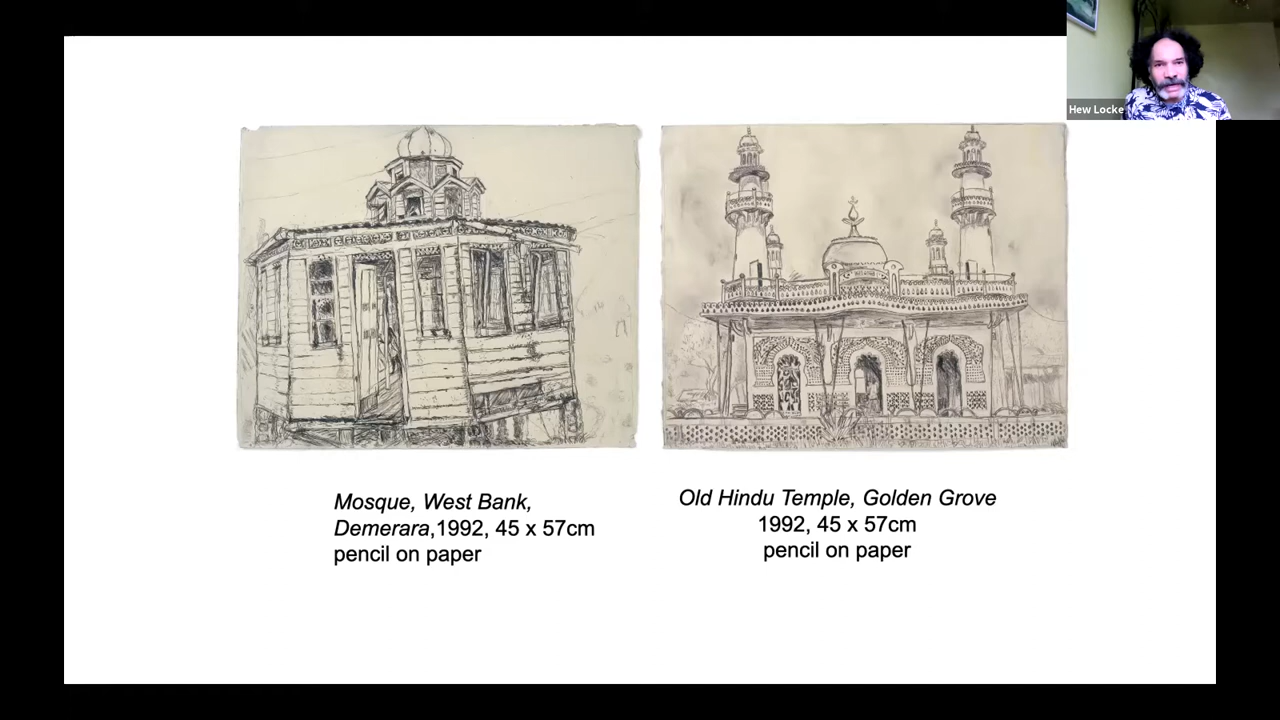 Hew Locke
Mosque, West Bank,
Demerara,1992, 45 x 57cm
pencil on paper
Old Hindu Temple, Golden Grove
1992, 45 x 57cm
pencil on paper